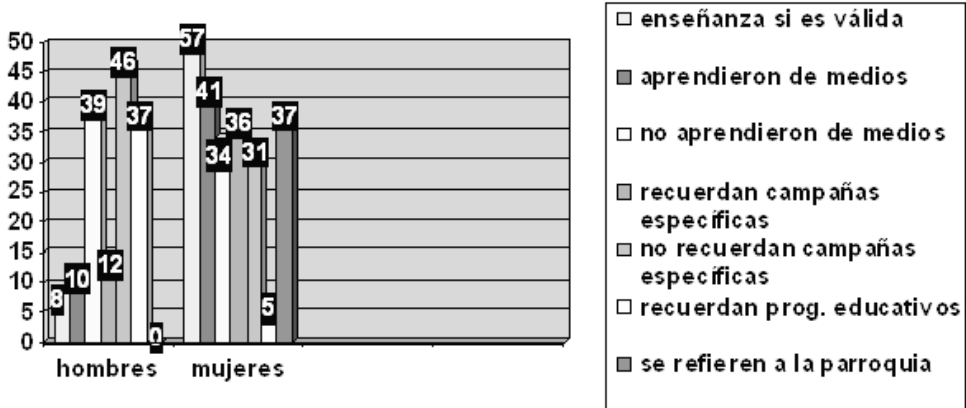 50
45
40
35
30
25
20
15
10
5
0
8
10
39
12
46
37
0
57
41
34
36
31
5
37
hombres
mujeres
enseñanza si es válida
aprendieron de medios
no aprendieron de medios
recuerdan campañas
específicas
no recuerdan campañas
específicas
recuerdan prog. educativos
se refieren a la parroquia